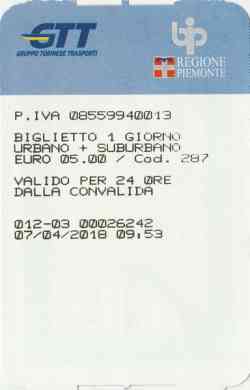 GTT
GRUPPO TORINESE TRASPORTI
bip
REGIONE
PIEMONTE
P.IVA 08559940013
BIGLIETTO 1 GIORNO
URBANO + SUBURBANO
EURO 05.00 / Cod. 287
VALIDO PER 24 ORE
DALLA CONVALIDA
012-03 00026242
07/04/2018 09:53